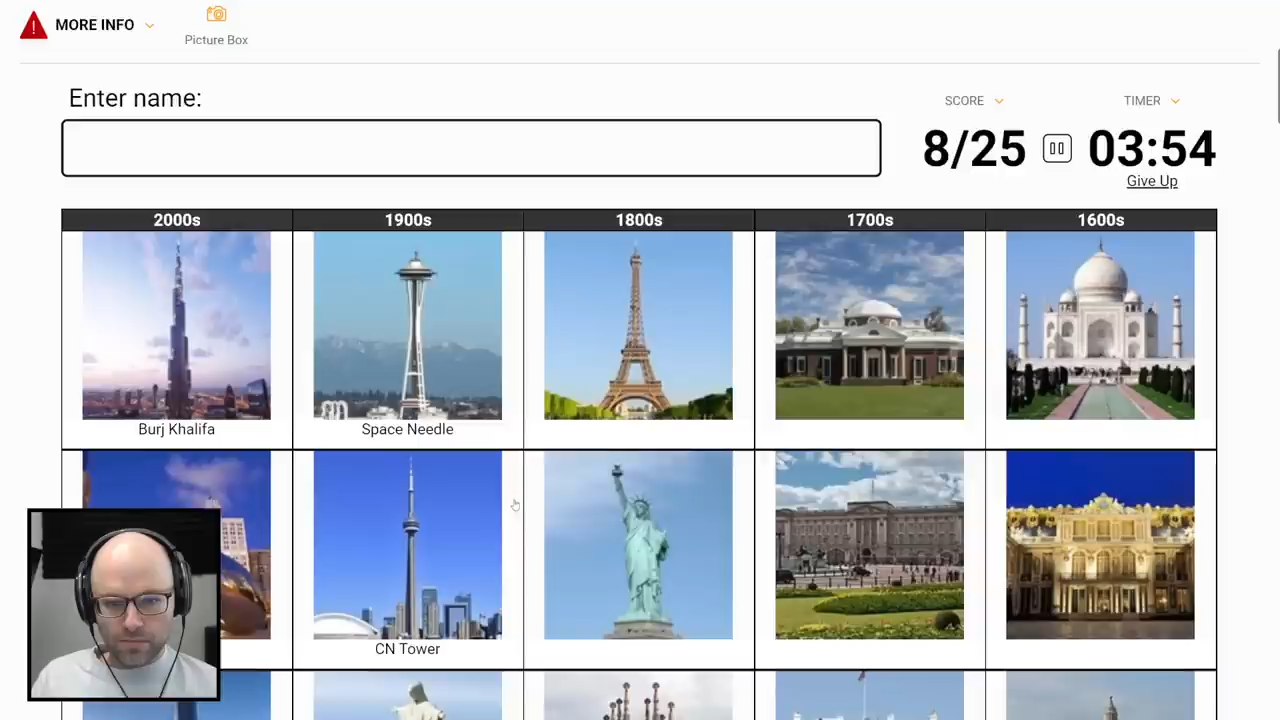 MORE INFO
Picture Box
Enter name:
SCORE
TIMER
8/25
03:54
Give Up
2000s 1900s 1800s 1700s 1600s
Burj Khalifa Space Needle
CN Tower